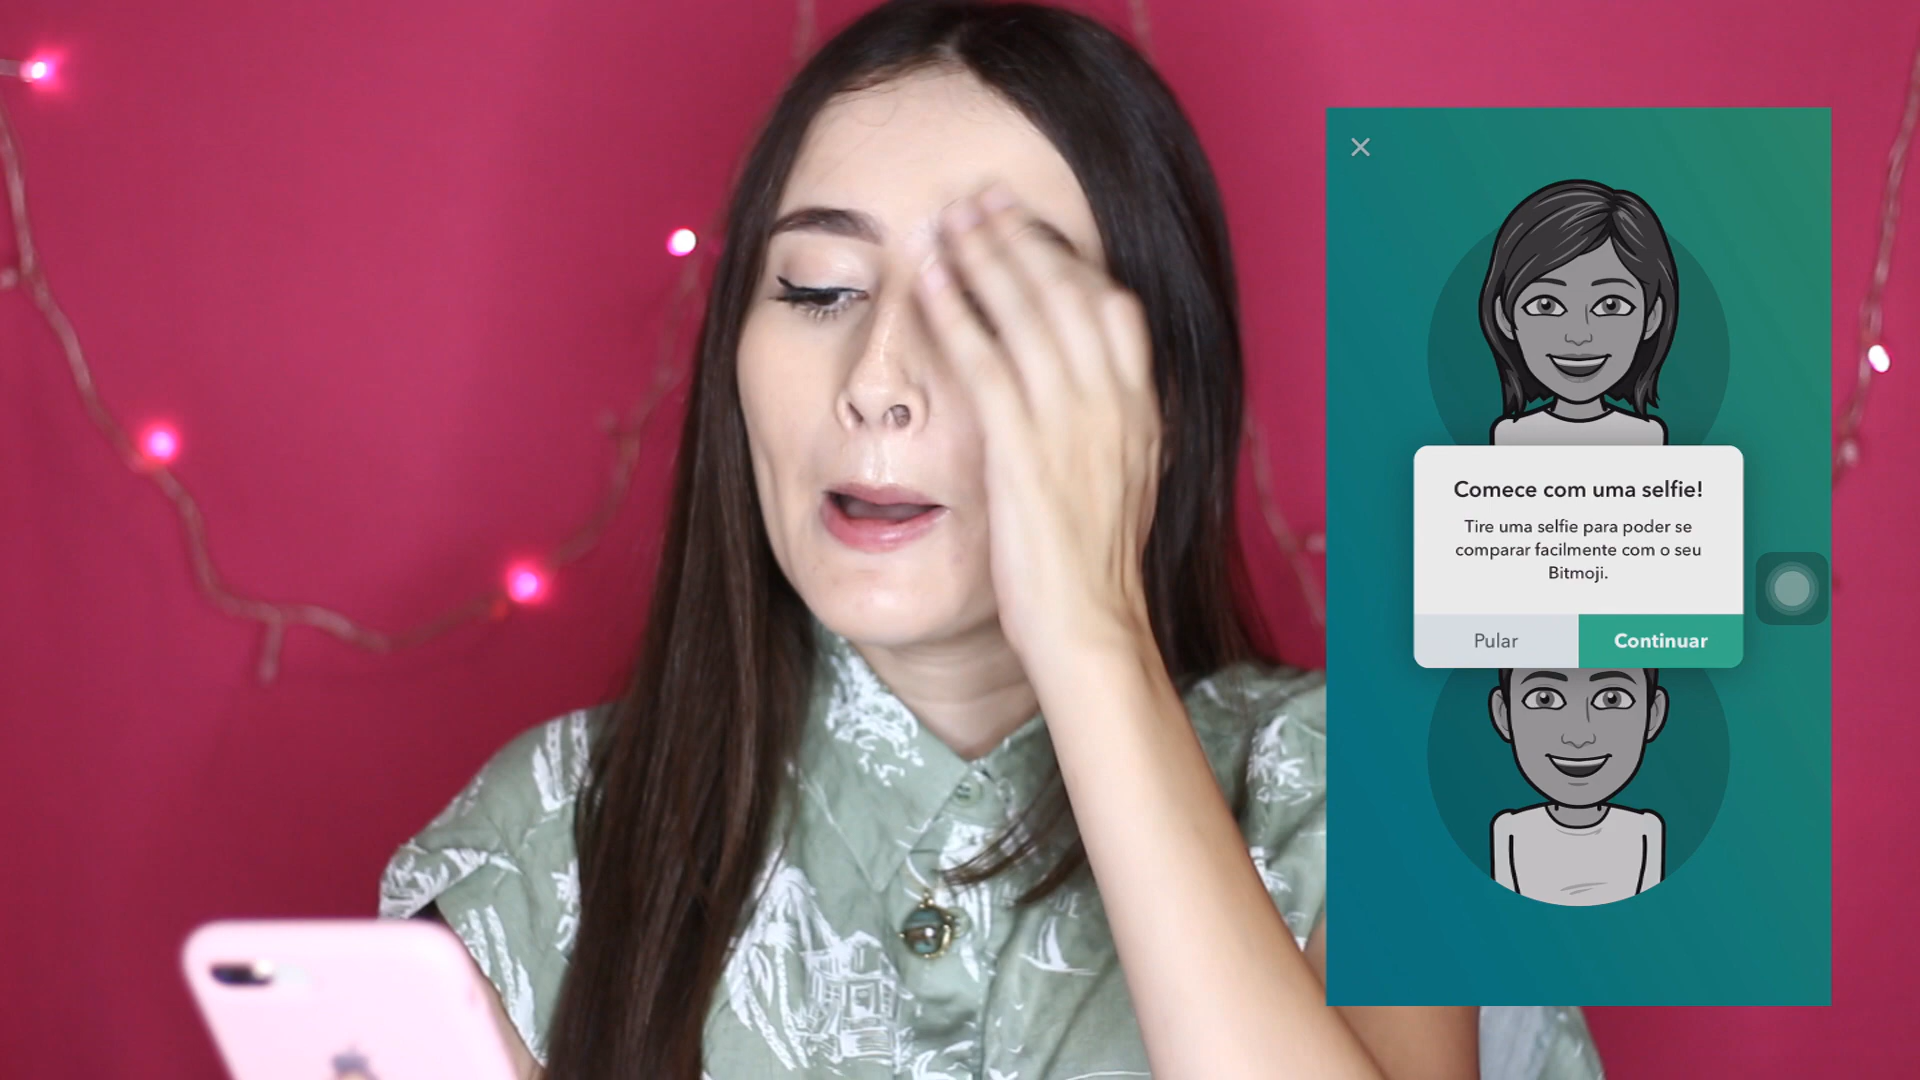 Comece com uma selfie!
Tire uma selfie para poder se
comparar facilmente com o seu
Bitmoji.
Pular
Continuar